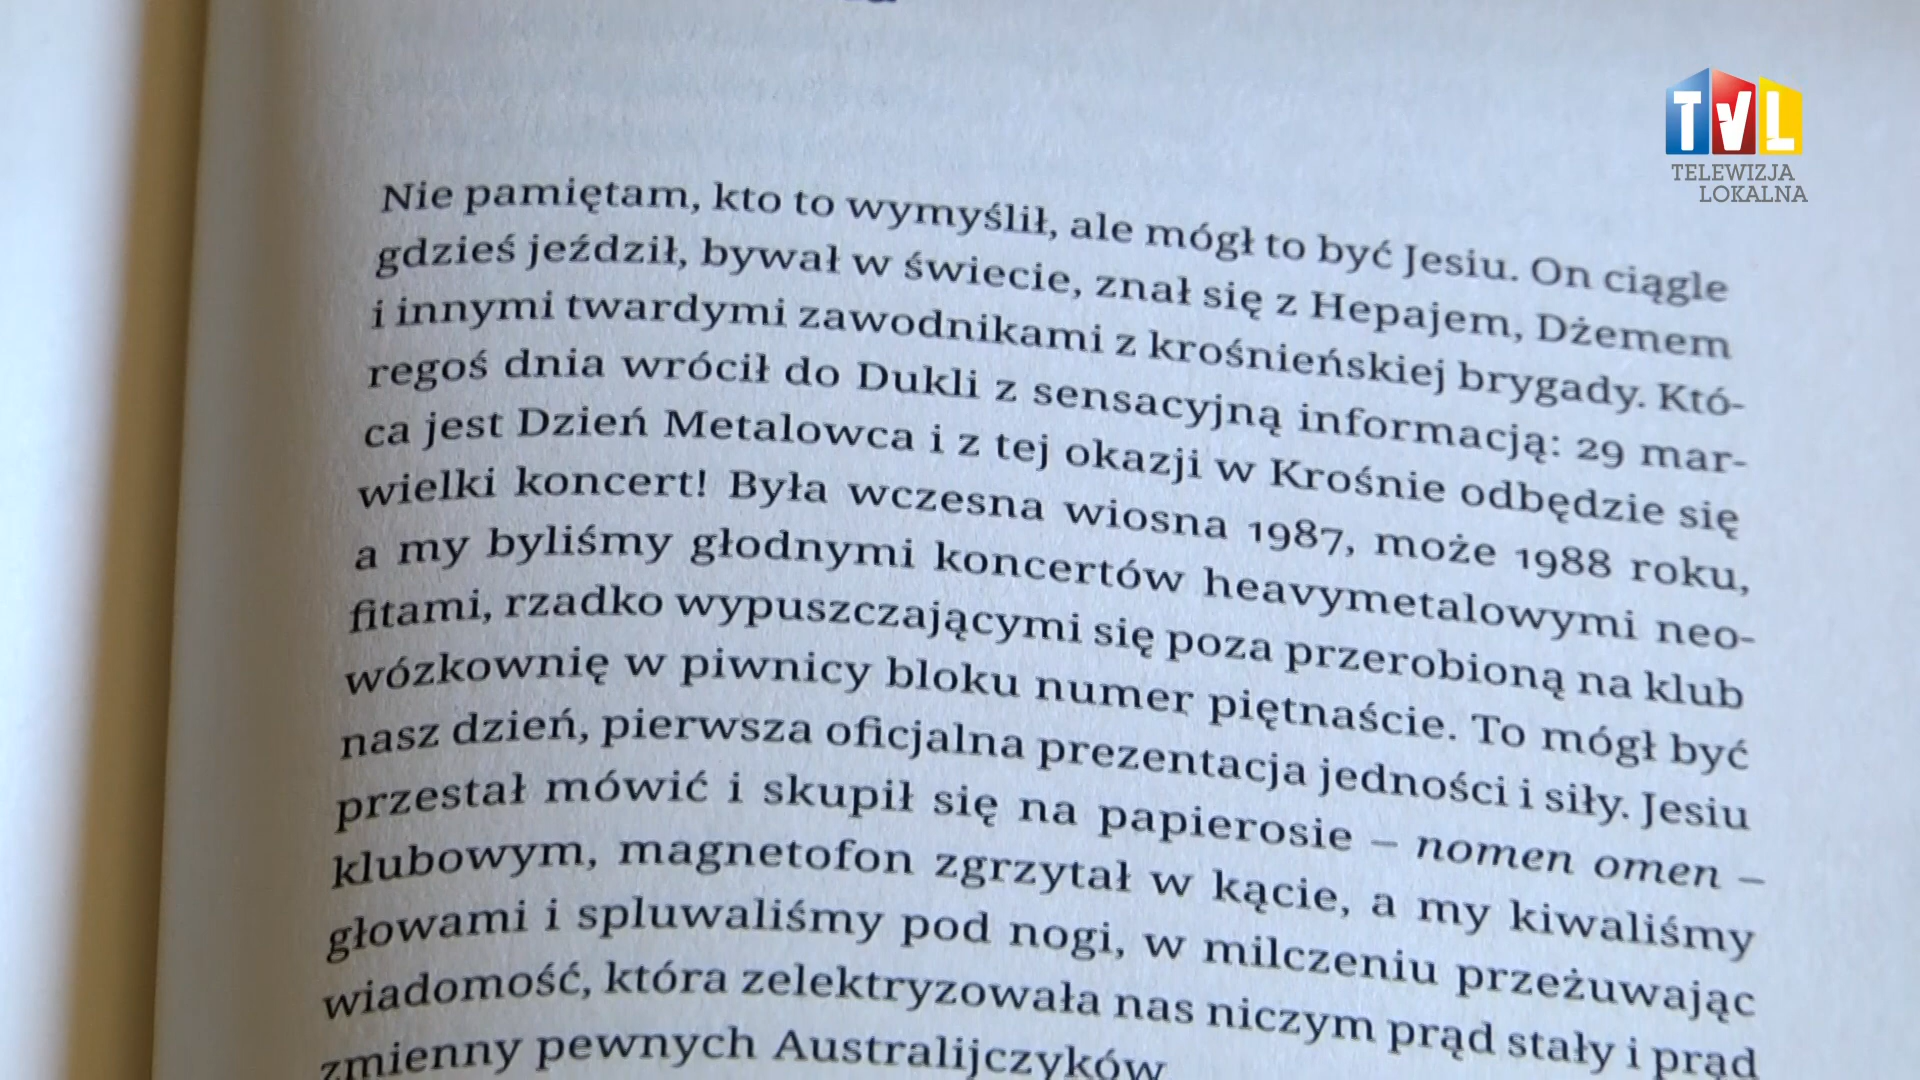 TVL
TELEWIZJA
LOKALNA
Nie pamiętam, kto to wymyślił, ale mógł to być Jesiu. On ciągle
gdzieś jeździł, bywał w świecie, znał się z Hepajem, Dżemem
i innymi twardymi zawodnikami z krośnieńskiej brygady. Któ-
regoś dnia wrócił do Dukli z sensacyjną informacją: 29 mar-
ca jest Dzień Metalowca i z tej okazji w Krośnie odbędzie się
wielki koncert! Była wczesna wiosna 1987, może 1988 roku,
a my byliśmy głodnymi koncertów heavymetalowymi neo-
fitami, rzadko wypuszczającymi się poza przerobioną na klub
wózkownię w piwnicy bloku numer piętnaście. To mógł być
nasz dzień, pierwsza oficjalna prezentacja jedności i siły. Jesiu
przestał mówić i skupił się na papierosie – nomen omen –
klubowym, magnetofon zgrzytał w kącie, a my kiwaliśmy
głowami i spluwaliśmy pod nogi, w milczeniu przeżuwając
wiadomość, która zelektryzowała nas niczym prąd stały i prąd
zmienny pewnych Australijczyków